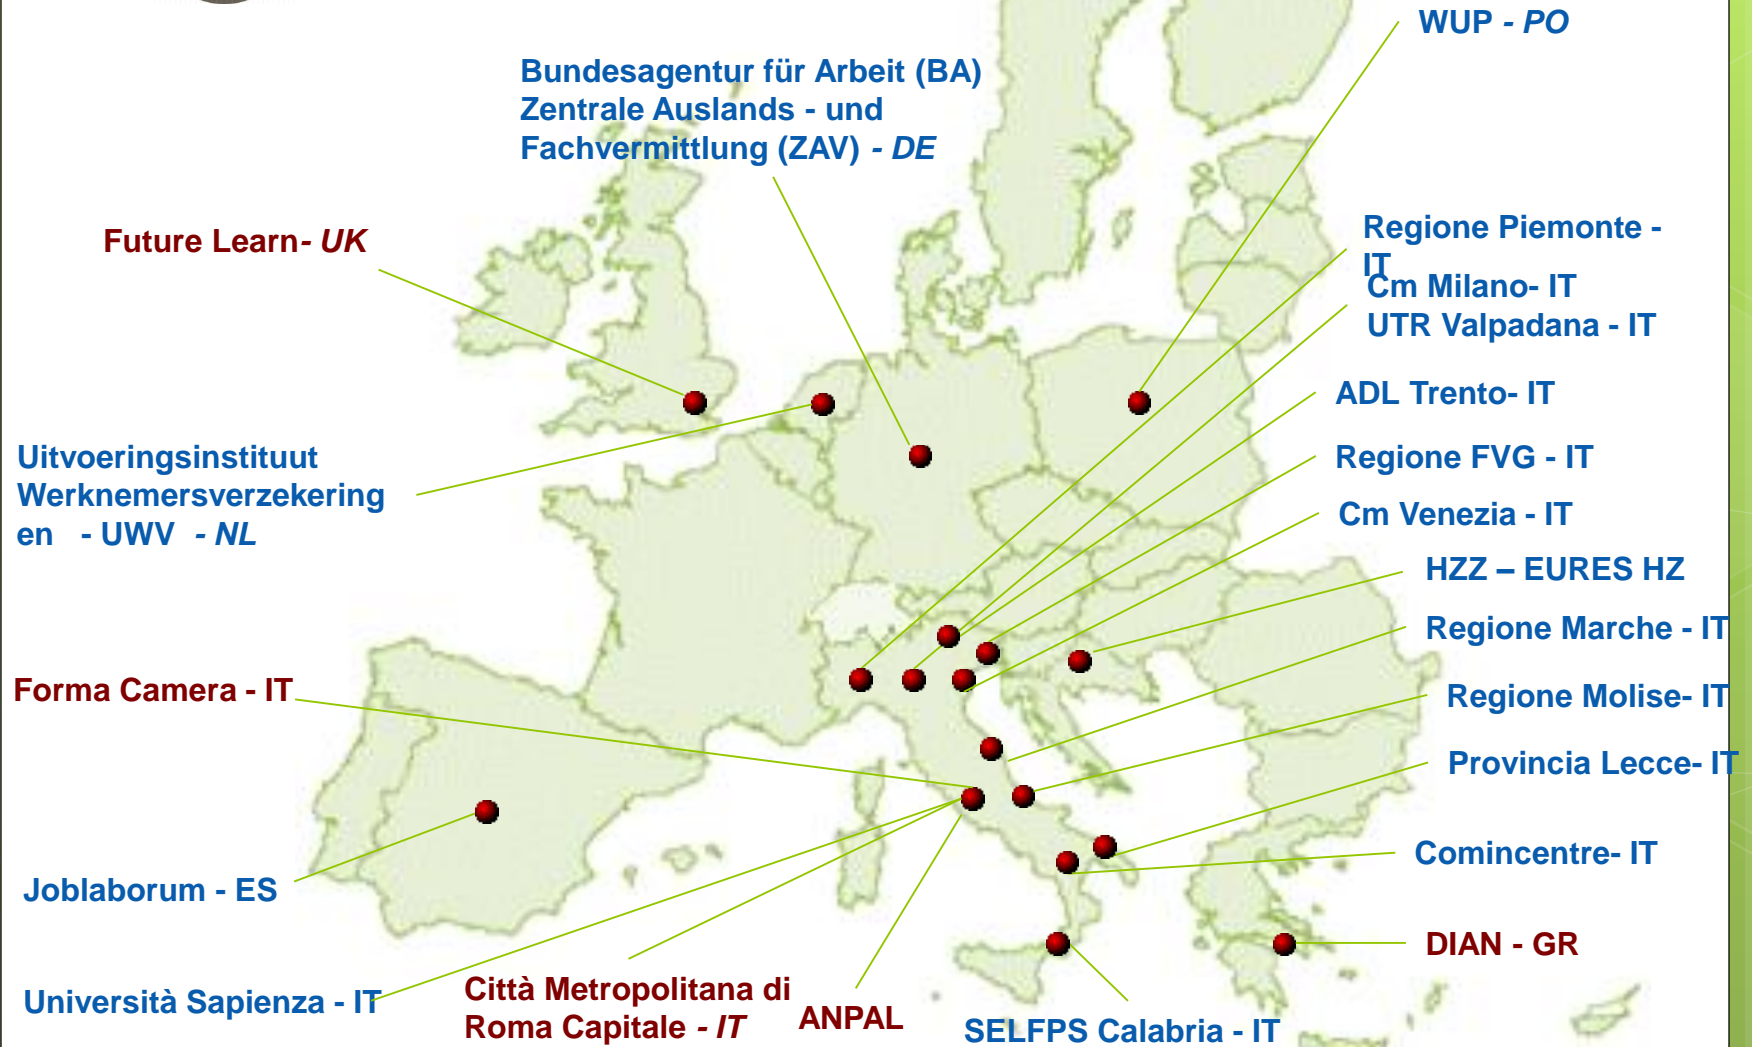 WUP - PO
Bundesagentur für Arbeit (BA)
Zentrale Auslands - und
Fachvermittlung (ZAV) - DE
Future Learn- UK
Regione Piemonte -
IT
Cm Milano- IT
UTR Valpadana - IT
ADL Trento- IT
Uitvoeringsinstituut
Werknemersverzekering
en - UWV - NL
Regione FVG - IT
Cm Venezia - IT
HZZ – EURES HZ
Regione Marche - IT
Forma Camera - IT
Regione Molise- IT
Provincia Lecce- IT
Comincentre- IT
Joblaborum - ES
DIAN - GR
Università Sapienza - IT
Città Metropolitana di
Roma Capitale - IT
ANPAL
SELFPS Calabria - IT